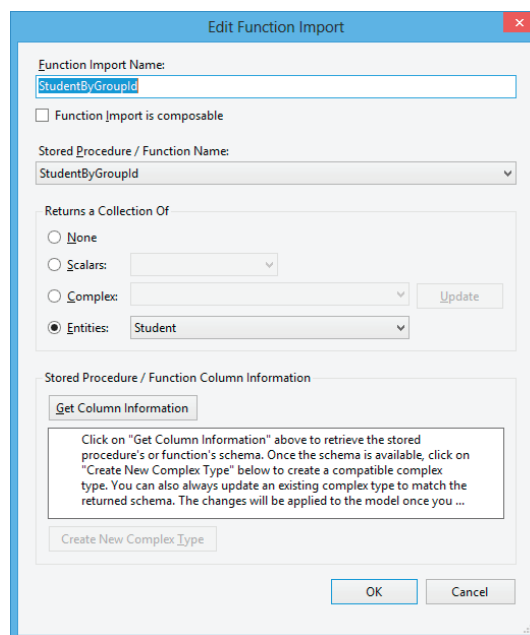 Edit Function Import
Function Import Name:
StudentByGroupId
Function Import is composable
Stored Procedure / Function Name:
StudentByGroupId
Returns a Collection Of
None
Scalars:
Complex:
Update
Entities:
Student
Stored Procedure / Function Column Information
Get Column Information
Click on "Get Column Information" above to retrieve the stored
procedure's or function's schema. Once the schema is available, click on
"Create New Complex Type" below to create a compatible complex
type. You can also always update an existing complex type to match the
returned schema. The changes will be applied to the model once you ...
Create New Complex Type
OK
Cancel